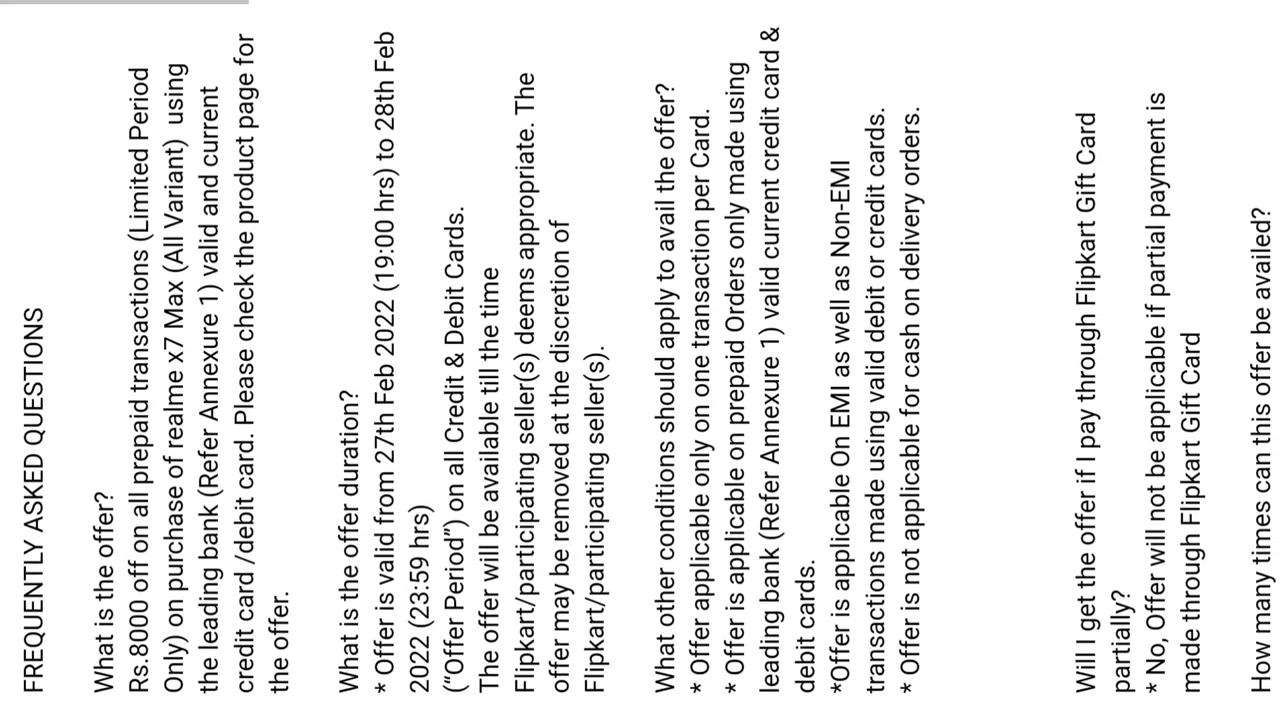 FREQUENTLY ASKED QUESTIONS
What is the offer?
Rs.8000 off on all prepaid transactions (Limited Period
Only) on purchase of realme x7 Max (All Variant)  using
the leading bank (Refer Annexure 1) valid and current
credit card /debit card. Please check the product page for
the offer.
What is the offer duration?
* Offer is valid from 27th Feb 2022 (19:00 hrs) to 28th Feb
2022 (23:59 hrs)
(“Offer Period”) on all Credit & Debit Cards.
The offer will be available till the time
Flipkart/participating seller(s) deems appropriate. The
offer may be removed at the discretion of
Flipkart/participating seller(s).
What other conditions should apply to avail the offer?
* Offer applicable only on one transaction per Card.
* Offer is applicable on prepaid Orders only made using
leading bank (Refer Annexure 1) valid current credit card &
debit cards.
*Offer is applicable On EMI as well as Non-EMI
transactions made using valid debit or credit cards.
* Offer is not applicable for cash on delivery orders.
Will I get the offer if I pay through Flipkart Gift Card
partially?
* No, Offer will not be applicable if partial payment is
made through Flipkart Gift Card
How many times can this offer be availed?